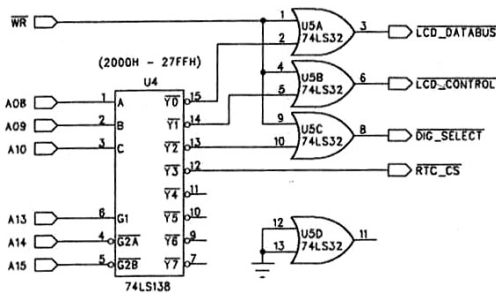 WR
1
2
U5A
74LS32
3
LCD_DATABUS
(2000H - 27FFH)
U4
4
5
U5B
74LS32
6
LCD_CONTROL
A08
1
A
Y0
15
A09
2
B
Y1
14
9
10
U5C
74LS32
8
DIG_SELECT
A10
3
C
Y2
13
Y3
12
RTC_CS
Y4
11
A13
6
G1
Y5
10
A14
4
G2A
Y6
9
A15
5
G2B
Y7
7
74LS138
12
13
U5D
74LS32
11